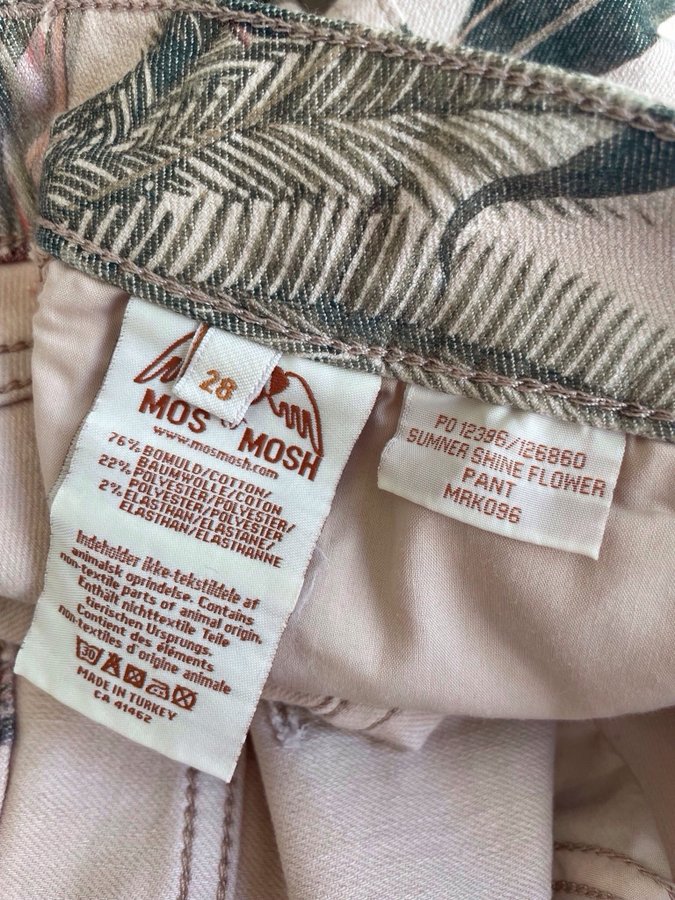 28
MOS MOSH
www.mosmosh.com
76% BOMULD/COTTON/
BAUMWOLLE/COTON
22% POLYESTER/POLYESTER/
POLYESTER/POLYESTER
2% ELASTHAN/ELASTANE/
ELASTHAN/ELASTHANNE
Indeholder ikke-tekstildele af
animalsk oprindelse. Contains
non-textile parts of animal origin.
Enthält nichttextile Teile
tierischen Ursprungs.
Contient des éléments
non-textiles d'origine animale
30
MADE IN TURKEY
CA 41462
PO 12396/126860
SUMNER SHINE FLOWER
PANT
MRK096